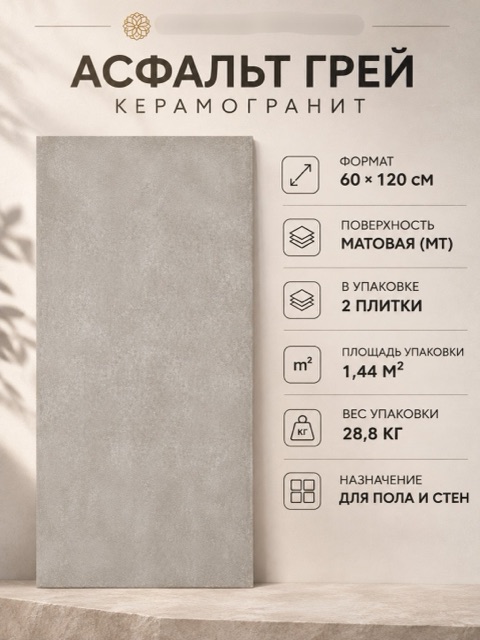 АСФАЛЬТ ГРЕЙ
КЕРАМОГРАНИТ
ФОРМАТ
60 × 120 СМ
ПОВЕРХНОСТЬ
МАТОВАЯ (МТ)
В УПАКОВКЕ
2 ПЛИТКИ
м²
ПЛОЩАДЬ УПАКОВКИ
1,44 М²
КГ
ВЕС УПАКОВКИ
28,8 КГ
НАЗНАЧЕНИЕ
ДЛЯ ПОЛА И СТЕН